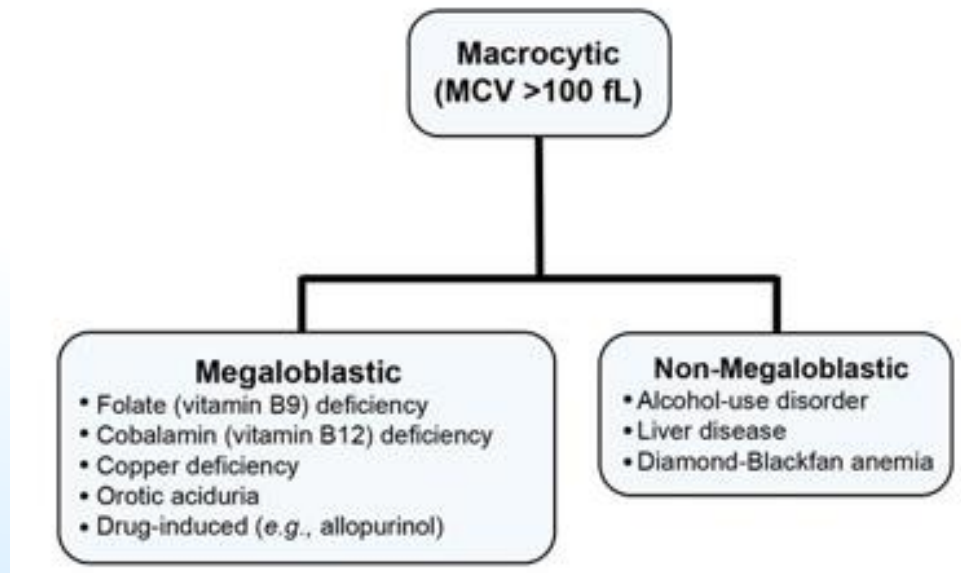 Macrocytic
(MCV >100 fL)
Megaloblastic
• Folate (vitamin B9) deficiency
• Cobalamin (vitamin B12) deficiency
• Copper deficiency
• Orotic aciduria
• Drug-induced (e.g., allopurinol)
Non-Megaloblastic
• Alcohol-use disorder
• Liver disease
• Diamond-Blackfan anemia